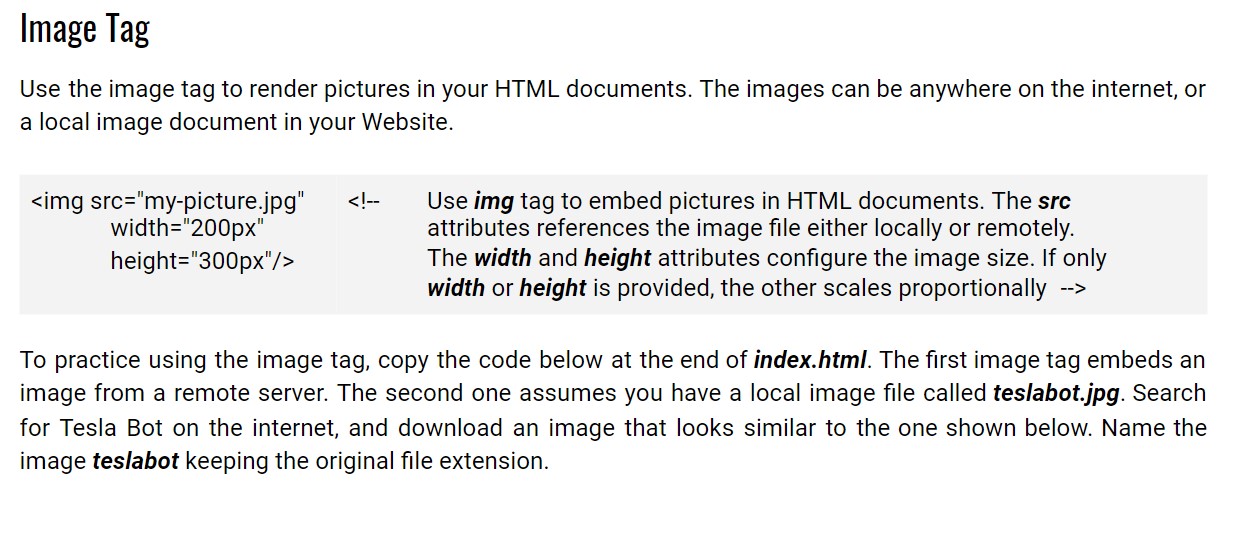 Image Tag
Use the image tag to render pictures in your HTML documents. The images can be anywhere on the internet, or
a local image document in your Website.
<img src="my-picture.jpg"
width="200px"
height="300px"/>
<!-- Use img tag to embed pictures in HTML documents. The src
attributes references the image file either locally or remotely.
The width and height attributes configure the image size. If only
width or height is provided, the other scales proportionally -->
To practice using the image tag, copy the code below at the end of index.html. The first image tag embeds an
image from a remote server. The second one assumes you have a local image file called teslabot.jpg. Search
for Tesla Bot on the internet, and download an image that looks similar to the one shown below. Name the
image teslabot keeping the original file extension.